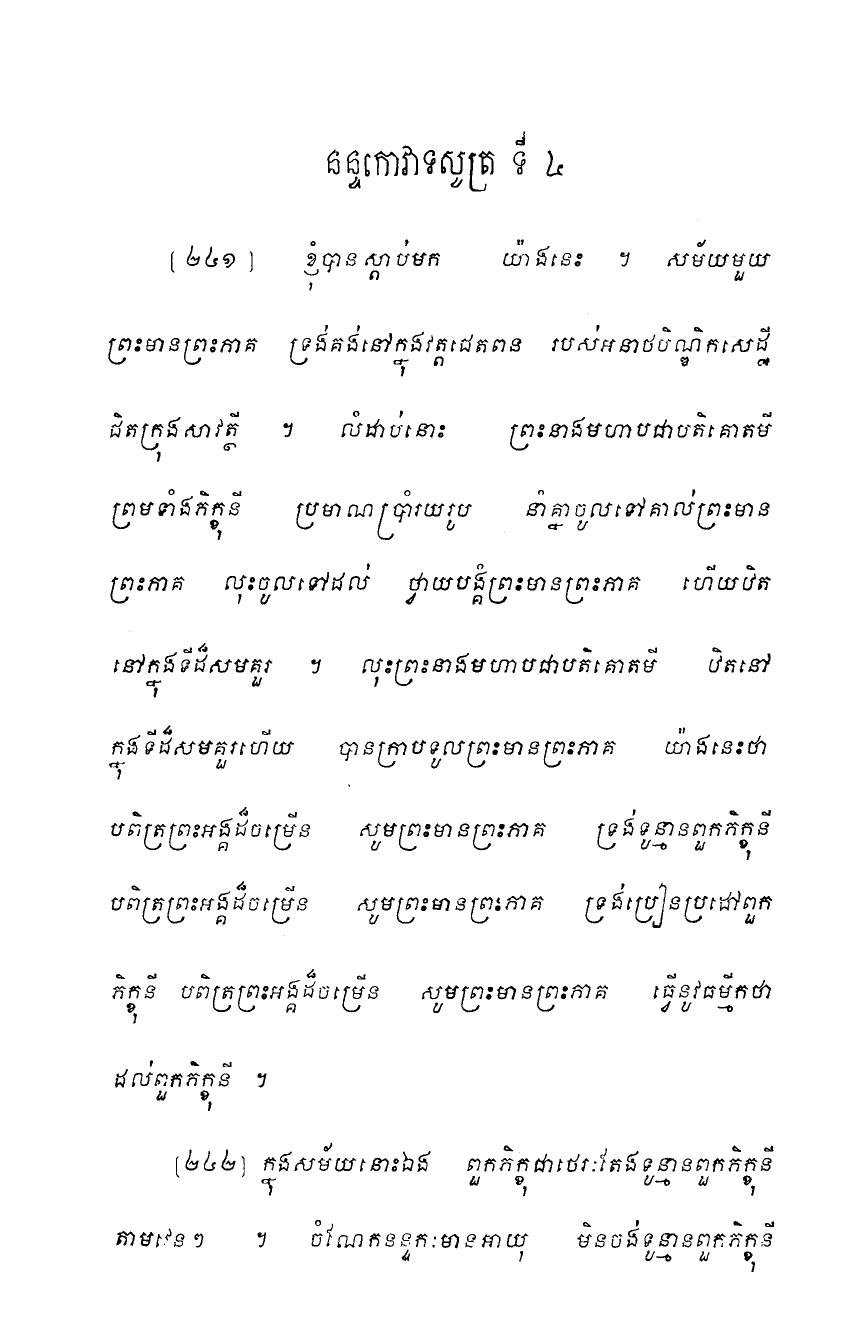 នន្ទកោវាទសូត្រ ទី ៤
[២៤១] ខ្ញុំបានស្តាប់មក យ៉ាងនេះ ។ សម័យមួយ
ព្រះមានព្រះភាគ ទ្រង់គង់នៅក្នុងវត្តជេតពន របស់អនាថបិណ្ឌិកសេដ្ឋី
ជិតក្រុងសាវត្ថី ។ លំដាប់នោះ ព្រះនាងមហាបជាបតិគោតមី
ព្រមទាំងភិក្ខុនី ប្រមាណប្រាំរយរូប នាំគ្នាចូលទៅគាល់ព្រះមាន
ព្រះភាគ លុះចូលទៅដល់ ថ្វាយបង្គំព្រះមានព្រះភាគ ហើយឋិត
នៅក្នុងទីដ៏សមគួរ ។ លុះព្រះនាងមហាបជាបតិគោតមី ឋិតនៅ
ក្នុងទីដ៏សមគួរហើយ បានក្រាបទូលព្រះមានព្រះភាគ យ៉ាងនេះថា
បពិត្រព្រះអង្គដ៏ចម្រើន សូមព្រះមានព្រះភាគ ទ្រង់ទូន្មានពួកភិក្ខុនី
បពិត្រព្រះអង្គដ៏ចម្រើន សូមព្រះមានព្រះភាគ ទ្រង់ប្រៀនប្រដៅពួក
ភិក្ខុនី បពិត្រព្រះអង្គដ៏ចម្រើន សូមព្រះមានព្រះភាគ ធ្វើនូវធម្មីកថា
ដល់ពួកភិក្ខុនី ។
[២៤២] ក្នុងសម័យនោះឯង ពួកភិក្ខុជាថេរៈតែងទូន្មានពួកភិក្ខុនី
តាមវេនៗ ។ ចំណែកនន្ទកៈមានអាយុ មិនចង់ទូន្មានពួកភិក្ខុនី